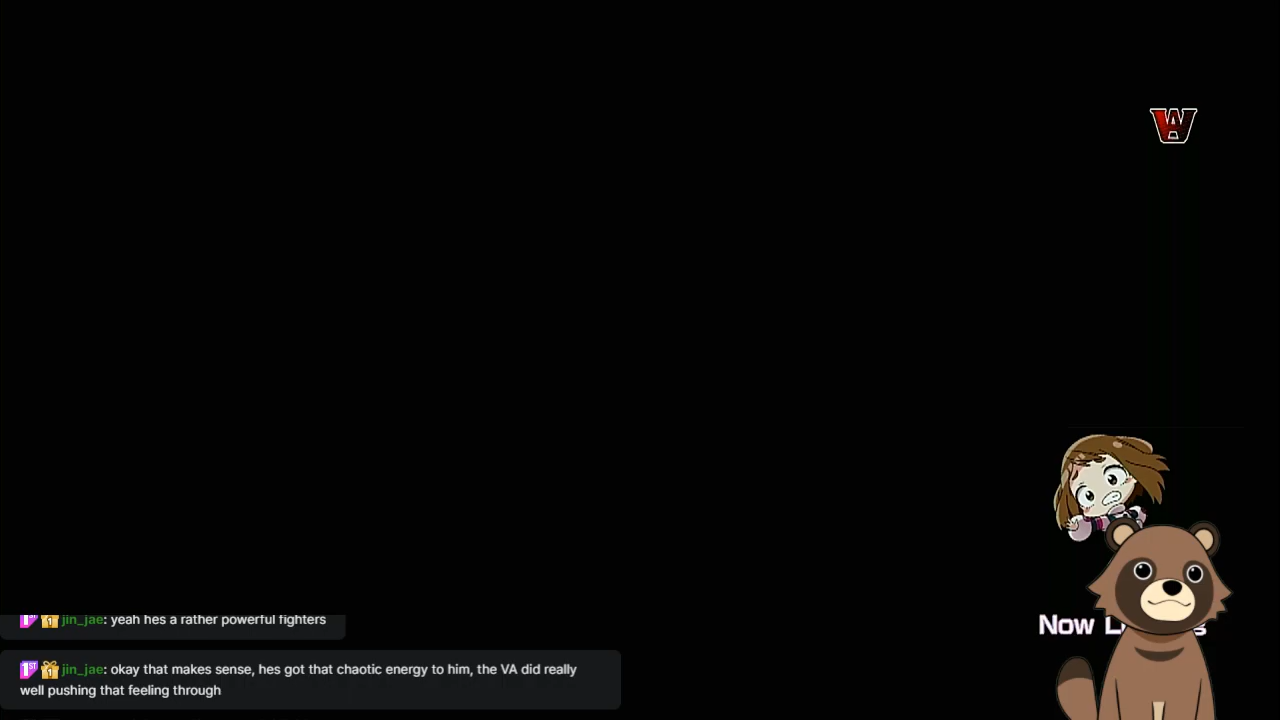 W
jin_jae: yeah hes a rather powerful fighters
Now L
jin_jae: okay that makes sense, hes got that chaotic energy to him, the VA did really
well pushing that feeling through